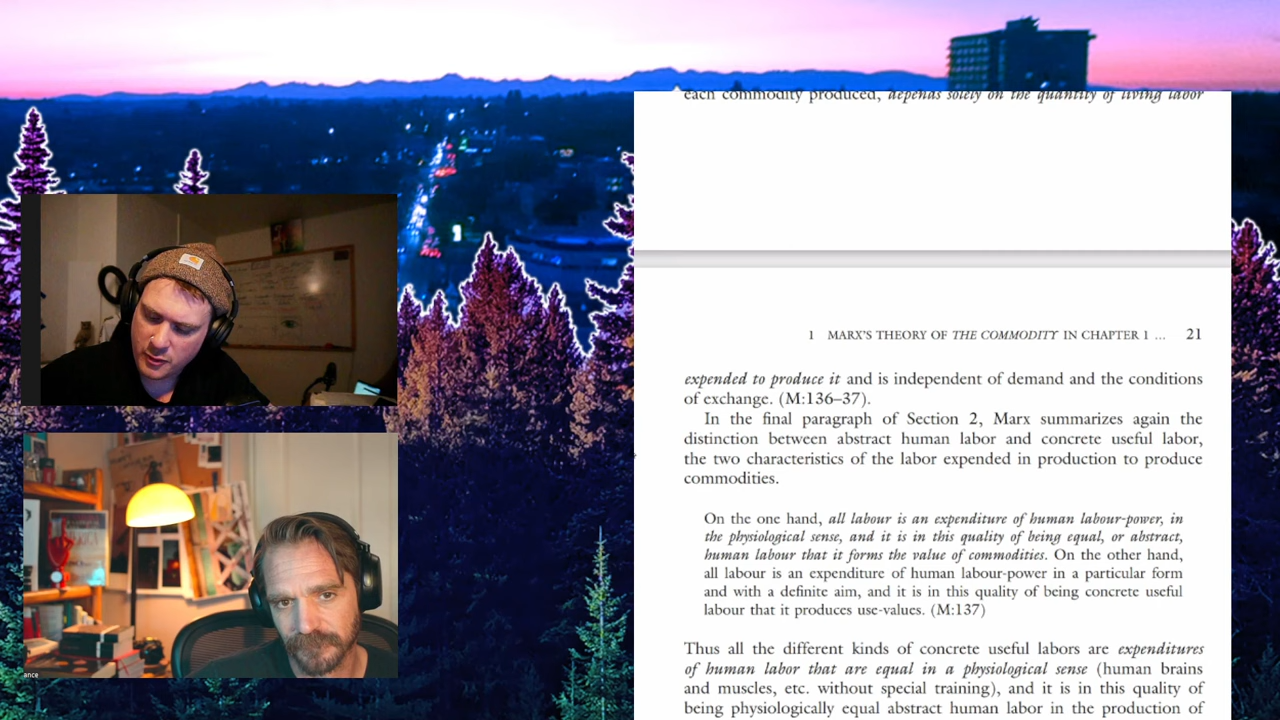 each commodity produced, depends solely on the quantity of living labor
1 MARX'S THEORY OF THE COMMODITY IN CHAPTER 1 ... 21
expended to produce it and is independent of demand and the conditions
of exchange. (M:136–37).
In the final paragraph of Section 2, Marx summarizes again the
distinction between abstract human labor and concrete useful labor,
the two characteristics of the labor expended in production to produce
commodities.
On the one hand, all labour is an expenditure of human labour-power, in
the physiological sense, and it is in this quality of being equal, or abstract,
human labour that it forms the value of commodities. On the other hand,
all labour is an expenditure of human labour-power in a particular form
and with a definite aim, and it is in this quality of being concrete useful
labour that it produces use-values. (M:137)
Thus all the different kinds of concrete useful labors are expenditures
of human labor that are equal in a physiological sense (human brains
and muscles, etc. without special training), and it is in this quality of
being physiologically equal abstract human labor in the production of
ance